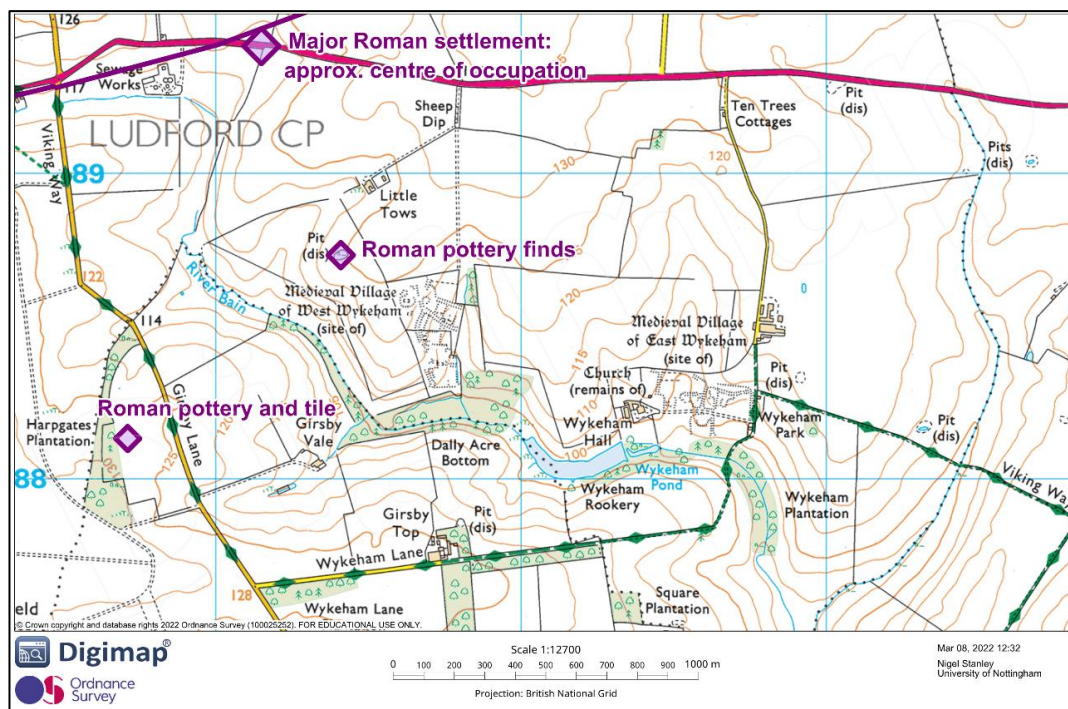 126
Major Roman settlement:
approx. centre of occupation
Sewage
Works
117
LUDFORD CP
Sheep
Dip
Ten Trees
Cottages
Pit
(dis)
Pits
(dis)
Viking Way
89
130
120
Little
Tows
Pit
(dis)
Roman pottery finds
122
River Bain
Medieval Village
of West Wykeham
(site of)
120
115
Medieval Village
of East Wykeham
(site of)
114
Church
(remains of)
110
Pit
(dis)
Roman pottery and tile
Harpgates
Plantation
Girsby Lane
120
125
130
Girsby
Vale
Dally Acre
Bottom
Wykeham
Hall
Wykeham
Park
Pit
(dis)
88
100
Wykeham
Pond
Wykeham
Rookery
Wykeham
Plantation
Viking Way
Girsby
Top
Pit
(dis)
Wykeham Lane
128
Wykeham Lane
Square
Plantation
field
© Crown copyright and database rights 2022 Ordnance Survey (100025252). FOR EDUCATIONAL USE ONLY.
Digimap®
Ordnance
Survey
Scale 1:12700
0 100 200 300 400 500 600 700 800 900 1000 m
Projection: British National Grid
Mar 08, 2022 12:32
Nigel Stanley
University of Nottingham